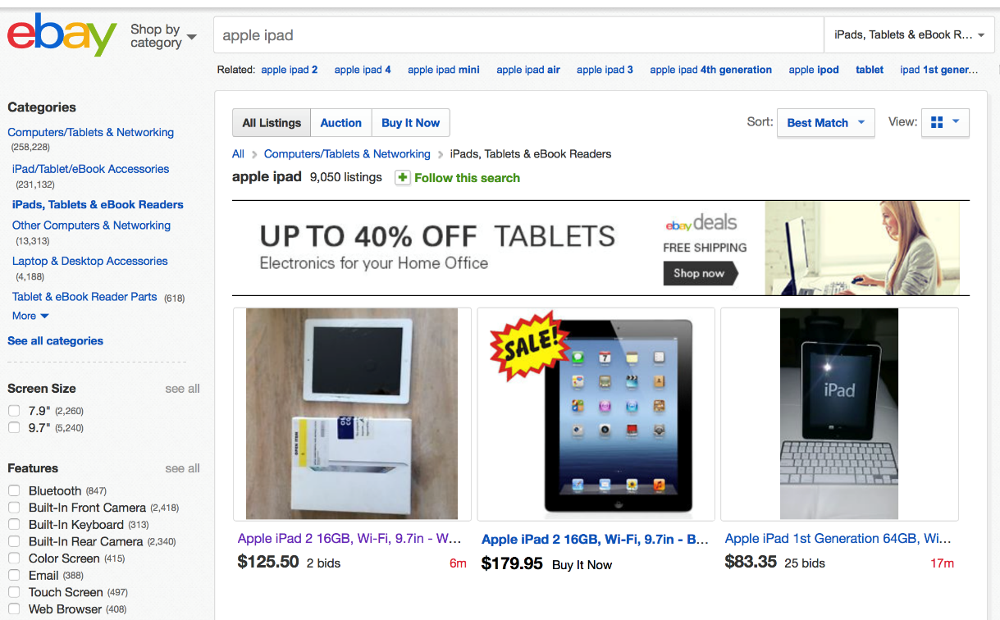 ebay
Shop by
category
apple ipad
iPads, Tablets & eBook R...
Related: apple ipad 2 apple ipad 4 apple ipad mini apple ipad air apple ipad 3 apple ipad 4th generation apple ipod tablet ipad 1st gener...
Categories
Computers/Tablets & Networking
(258,228)
iPad/Tablet/eBook Accessories
(231,132)
iPads, Tablets & eBook Readers
Other Computers & Networking
(13,313)
Laptop & Desktop Accessories
(4,188)
Tablet & eBook Reader Parts (618)
More
See all categories
Screen Size see all
7.9" (2,260)
9.7" (5,240)
Features see all
Bluetooth (847)
Built-In Front Camera (2,418)
Built-In Keyboard (313)
Built-In Rear Camera (2,340)
Color Screen (415)
Email (388)
Touch Screen (497)
Web Browser (408)
All Listings Auction Buy It Now
Sort: Best Match View:
All > Computers/Tablets & Networking > iPads, Tablets & eBook Readers
apple ipad 9,050 listings + Follow this search
UP TO 40% OFF TABLETS
Electronics for your Home Office
ebay deals
FREE SHIPPING
Shop now
OPEN ITEM
SALE!
7
iPad
Apple iPad 2 16GB, Wi-Fi, 9.7in - W...
$125.50 2 bids 6m
Apple iPad 2 16GB, Wi-Fi, 9.7in - B...
$179.95 Buy It Now
Apple iPad 1st Generation 64GB, Wi...
$83.35 25 bids 17m